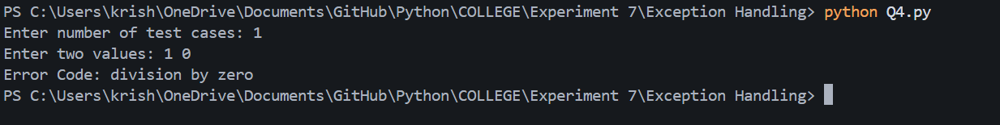 PS C:\Users\krish\OneDrive\Documents\GitHub\Python\COLLEGE\Experiment 7\Exception Handling> python Q4.py
Enter number of test cases: 1
Enter two values: 1 0
Error Code: division by zero
PS C:\Users\krish\OneDrive\Documents\GitHub\Python\COLLEGE\Experiment 7\Exception Handling>